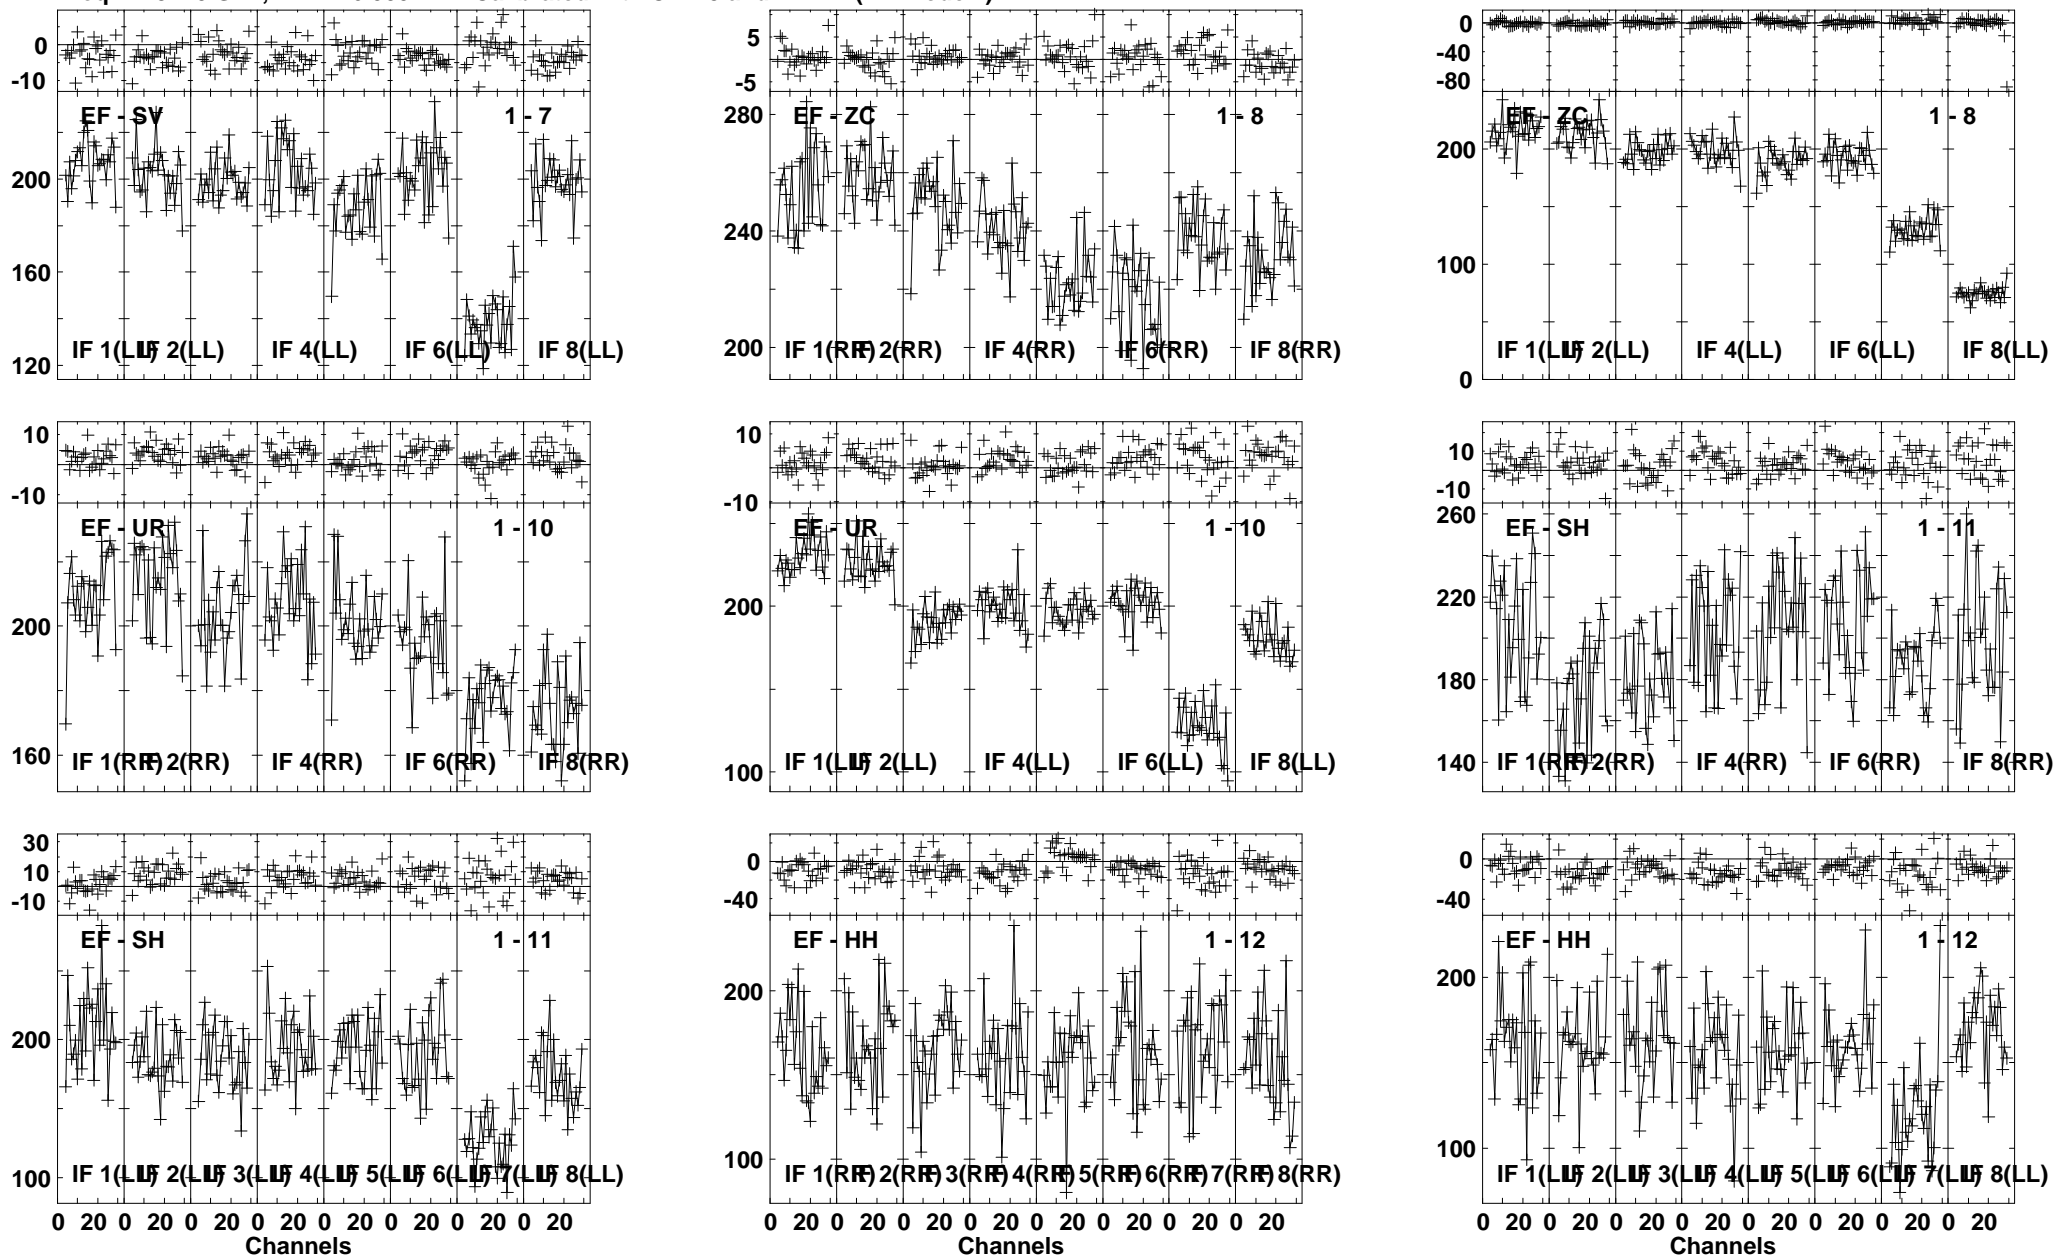 0
-10
EF - SV 1 - 7
200
160
120
IF 1(LL) IF 2(LL) IF 4(LL) IF 6(LL) IF 8(LL)
5
-5
280
EF - ZC 1 - 8
240
200
IF 1(RR) IF 2(RR) IF 4(RR) IF 6(RR) IF 8(RR)
0
-40
-80
EF - ZC 1 - 8
200
100
0
IF 1(LL) IF 2(LL) IF 4(LL) IF 6(LL) IF 8(LL)
10
-10
EF - UR 1 - 10
200
160
IF 1(RR) IF 2(RR) IF 4(RR) IF 6(RR) IF 8(RR)
10
-10
EF - UR 1 - 10
200
100
IF 1(LL) IF 2(LL) IF 4(LL) IF 6(LL) IF 8(LL)
10
-10
260
EF - SH 1 - 11
220
180
140
IF 1(RR) IF 2(RR) IF 4(RR) IF 6(RR) IF 8(RR)
30
10
-10
EF - SH 1 - 11
200
100
IF 1(LL) IF 2(LL) IF 3(LL) IF 4(LL) IF 5(LL) IF 6(LL) IF 7(LL) IF 8(LL)
0 20 0 20 0 20 0 20 0 20 0 20 0 20 0 20
Channels
0
-40
EF - HH 1 - 12
200
100
IF 1(RR) IF 2(RR) IF 3(RR) IF 4(RR) IF 5(RR) IF 6(RR) IF 7(RR) IF 8(RR)
0 20 0 20 0 20 0 20 0 20 0 20 0 20 0 20
Channels
0
-40
EF - HH 1 - 12
200
100
IF 1(LL) IF 2(LL) IF 3(LL) IF 4(LL) IF 5(LL) IF 6(LL) IF 7(LL) IF 8(LL)
0 20 0 20 0 20 0 20 0 20 0 20 0 20 0 20
Channels